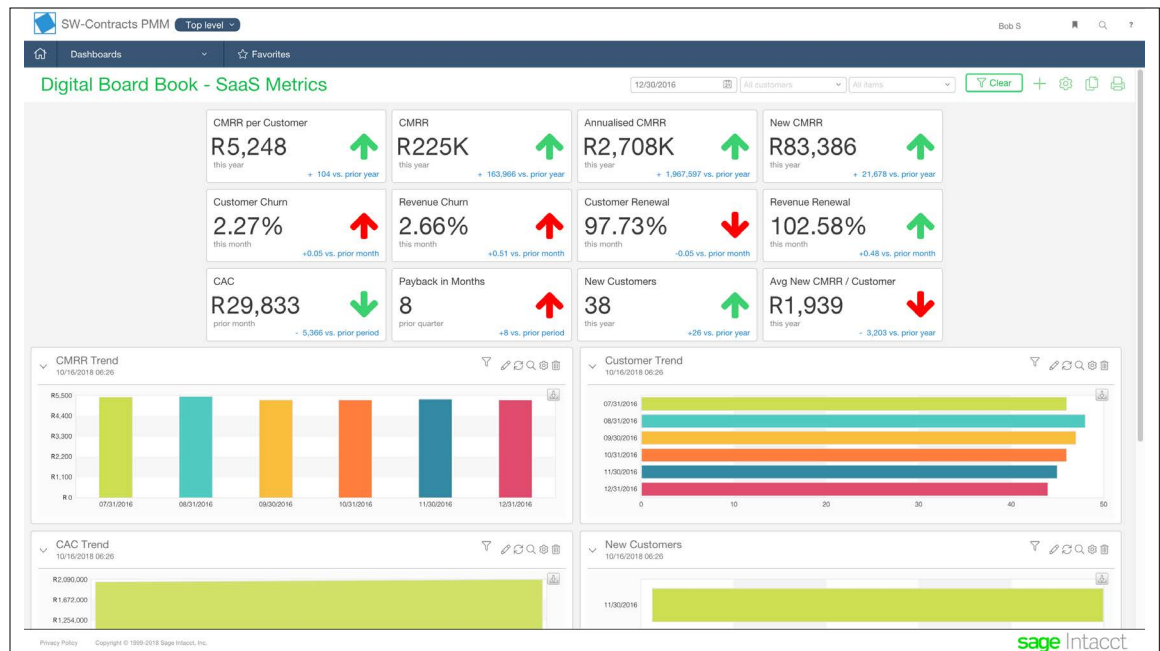 SW-Contracts PMM Top level
Bob S
?
Dashboards
Favorites
Digital Board Book - SaaS Metrics
12/30/2016
All customers
All items
Clear
CMRR per Customer
R5,248
this year
+ 104 vs. prior year
CMRR
R225K
this year
+ 163,966 vs. prior year
Annualised CMRR
R2,708K
this year
+ 1,967,597 vs. prior year
New CMRR
R83,386
this year
+ 21,678 vs. prior year
Customer Churn
2.27%
this month
+0.05 vs. prior month
Revenue Churn
2.66%
this month
+0.51 vs. prior month
Customer Renewal
97.73%
this month
-0.05 vs. prior month
Revenue Renewal
102.58%
this month
+0.48 vs. prior month
CAC
R29,833
prior month
- 5,366 vs. prior period
Payback in Months
8
prior quarter
+8 vs. prior period
New Customers
38
this year
+26 vs. prior year
Avg New CMRR / Customer
R1,939
this year
- 3,203 vs. prior year
CMRR Trend
10/16/2018 06:26
R5,500
R4,400
R3,300
R2,200
R1,100
R0
07/31/2016
08/31/2016
09/30/2016
10/31/2016
11/30/2016
12/31/2016
Customer Trend
10/16/2018 06:26
07/31/2016
08/31/2016
09/30/2016
10/31/2016
11/30/2016
12/31/2016
0
10
20
30
40
50
CAC Trend
10/16/2018 06:26
R2,090,000
R1,672,000
R1,254,000
New Customers
10/16/2018 06:26
11/30/2016
Privacy Policy
Copyright © 1999-2018 Sage Intacct, Inc.
sage Intacct